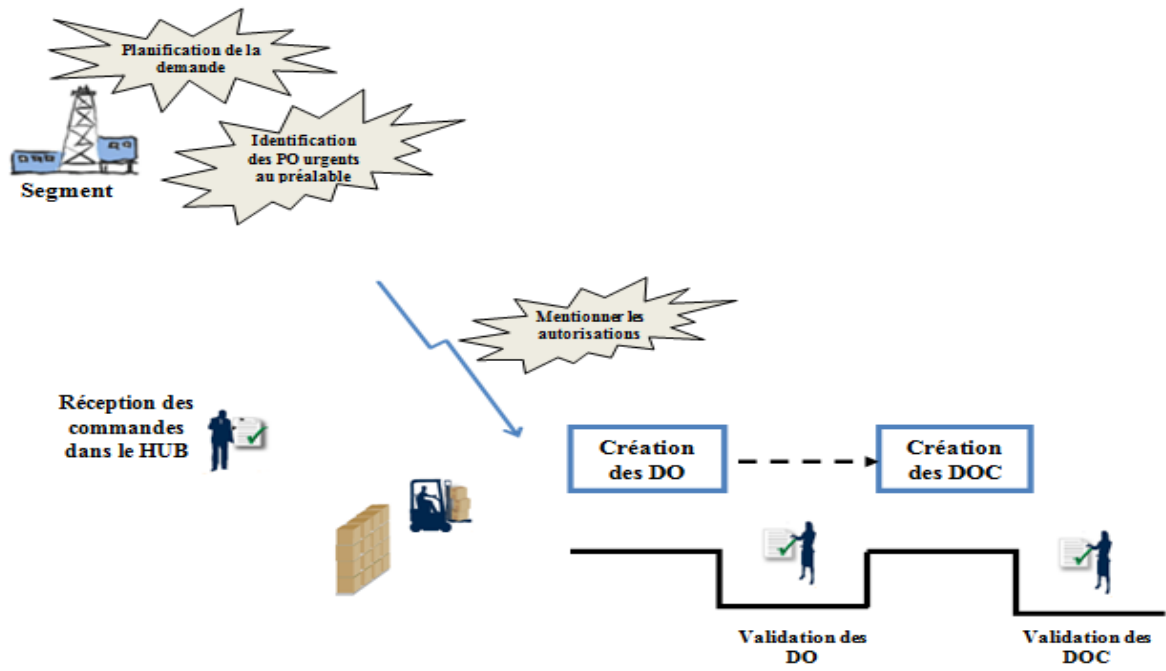 Planification de la
demande
Identification
des PO urgents
au préalable
Segment
Mentionner les
autorisations
Réception des
commandes
dans le HUB
Création
des DO
Création
des DOC
Validation des
DO
Validation des
DOC